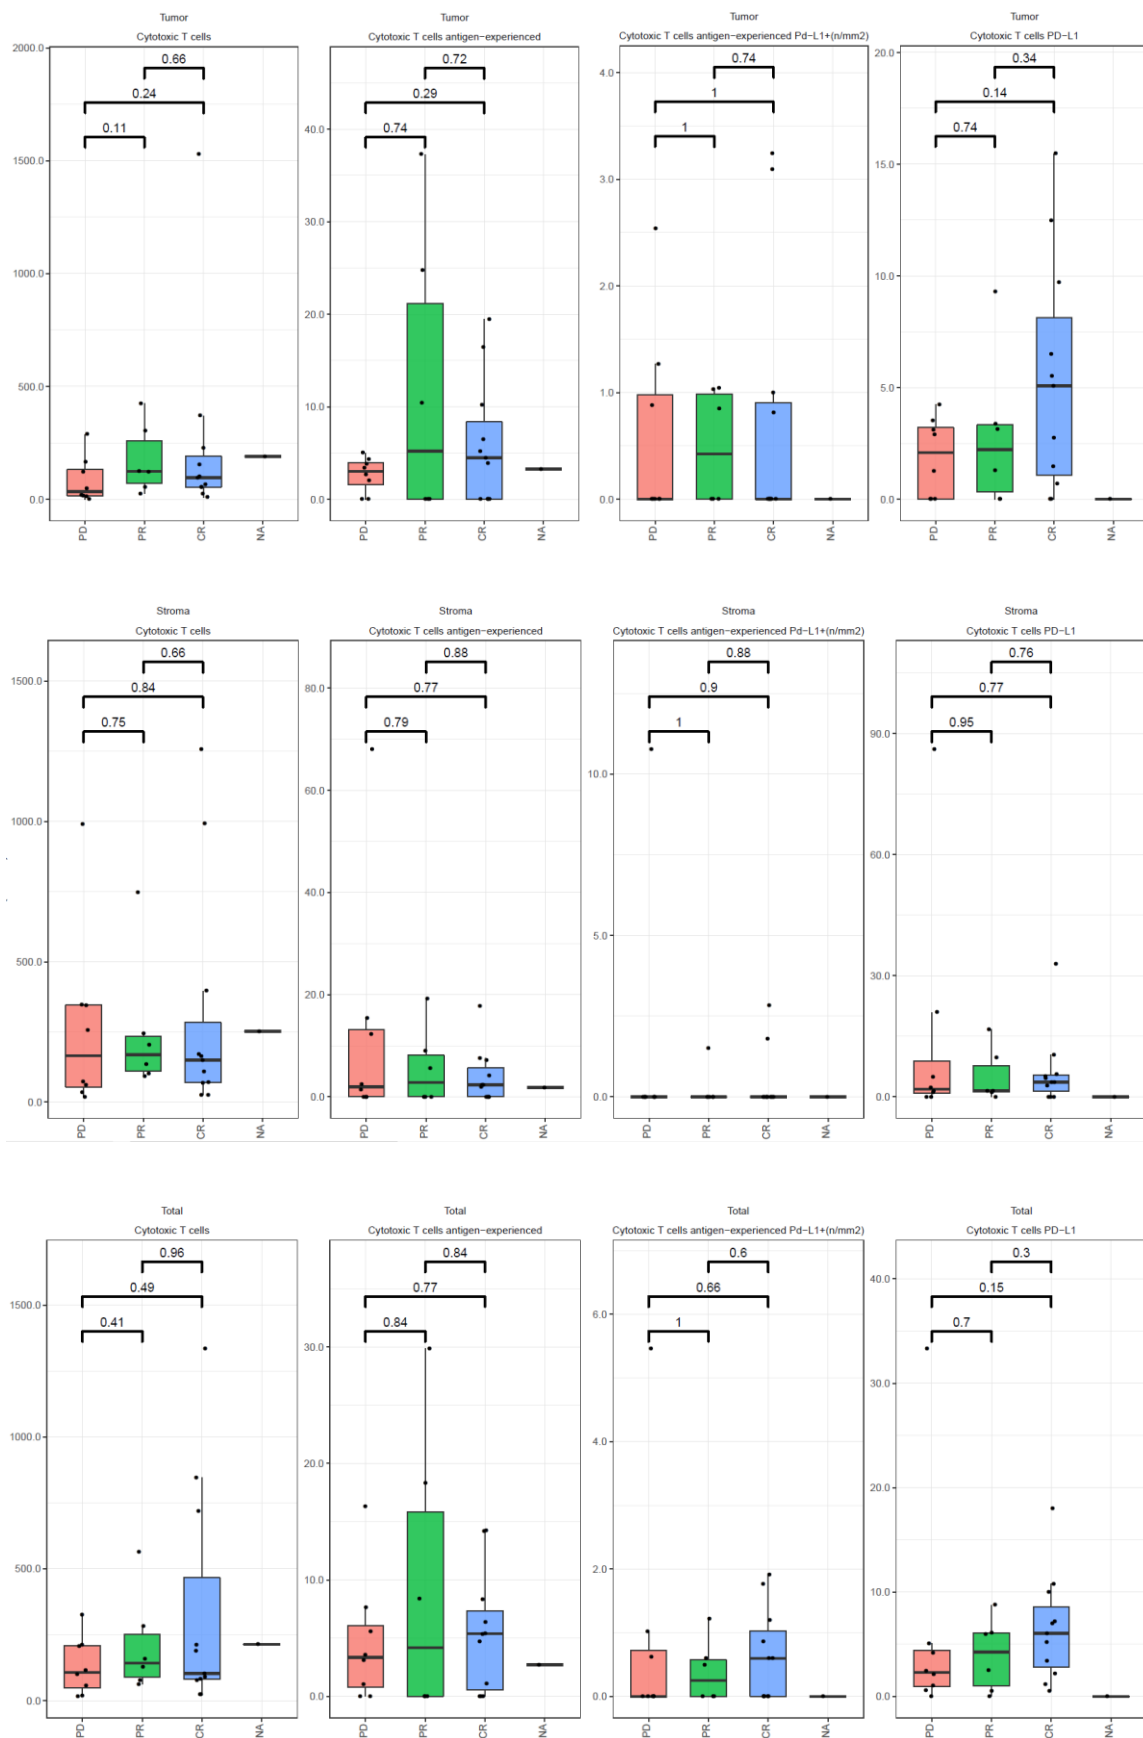 Tumor
Cytotoxic T cells
2000.0
1500.0
1000.0
500.0
0.0
0.66
0.24
0.11
PD
PR
CR
NA
Tumor
Cytotoxic T cells antigen−experienced
40.0
30.0
20.0
10.0
0.0
0.72
0.29
0.74
PD
PR
CR
NA
Tumor
Cytotoxic T cells antigen−experienced Pd−L1+(n/mm2)
4.0
3.0
2.0
1.0
0.0
0.74
1
1
PD
PR
CR
NA
Tumor
Cytotoxic T cells PD−L1
20.0
15.0
10.0
5.0
0.0
0.34
0.14
0.74
PD
PR
CR
NA
Stroma
Cytotoxic T cells
1500.0
1000.0
500.0
0.0
0.66
0.84
0.75
PD
PR
CR
NA
Stroma
Cytotoxic T cells antigen−experienced
80.0
60.0
40.0
20.0
0.0
0.88
0.77
0.79
PD
PR
CR
NA
Stroma
Cytotoxic T cells antigen−experienced Pd−L1+(n/mm2)
10.0
5.0
0.0
0.88
0.9
1
PD
PR
CR
NA
Stroma
Cytotoxic T cells PD−L1
90.0
60.0
30.0
0.0
0.76
0.77
0.95
PD
PR
CR
NA
Total
Cytotoxic T cells
1500.0
1000.0
500.0
0.0
0.96
0.49
0.41
PD
PR
CR
NA
Total
Cytotoxic T cells antigen−experienced
30.0
20.0
10.0
0.0
0.84
0.77
0.84
PD
PR
CR
NA
Total
Cytotoxic T cells antigen−experienced Pd−L1+(n/mm2)
6.0
4.0
2.0
0.0
0.6
0.66
1
PD
PR
CR
NA
Total
Cytotoxic T cells PD−L1
40.0
30.0
20.0
10.0
0.0
0.3
0.15
0.7
PD
PR
CR
NA